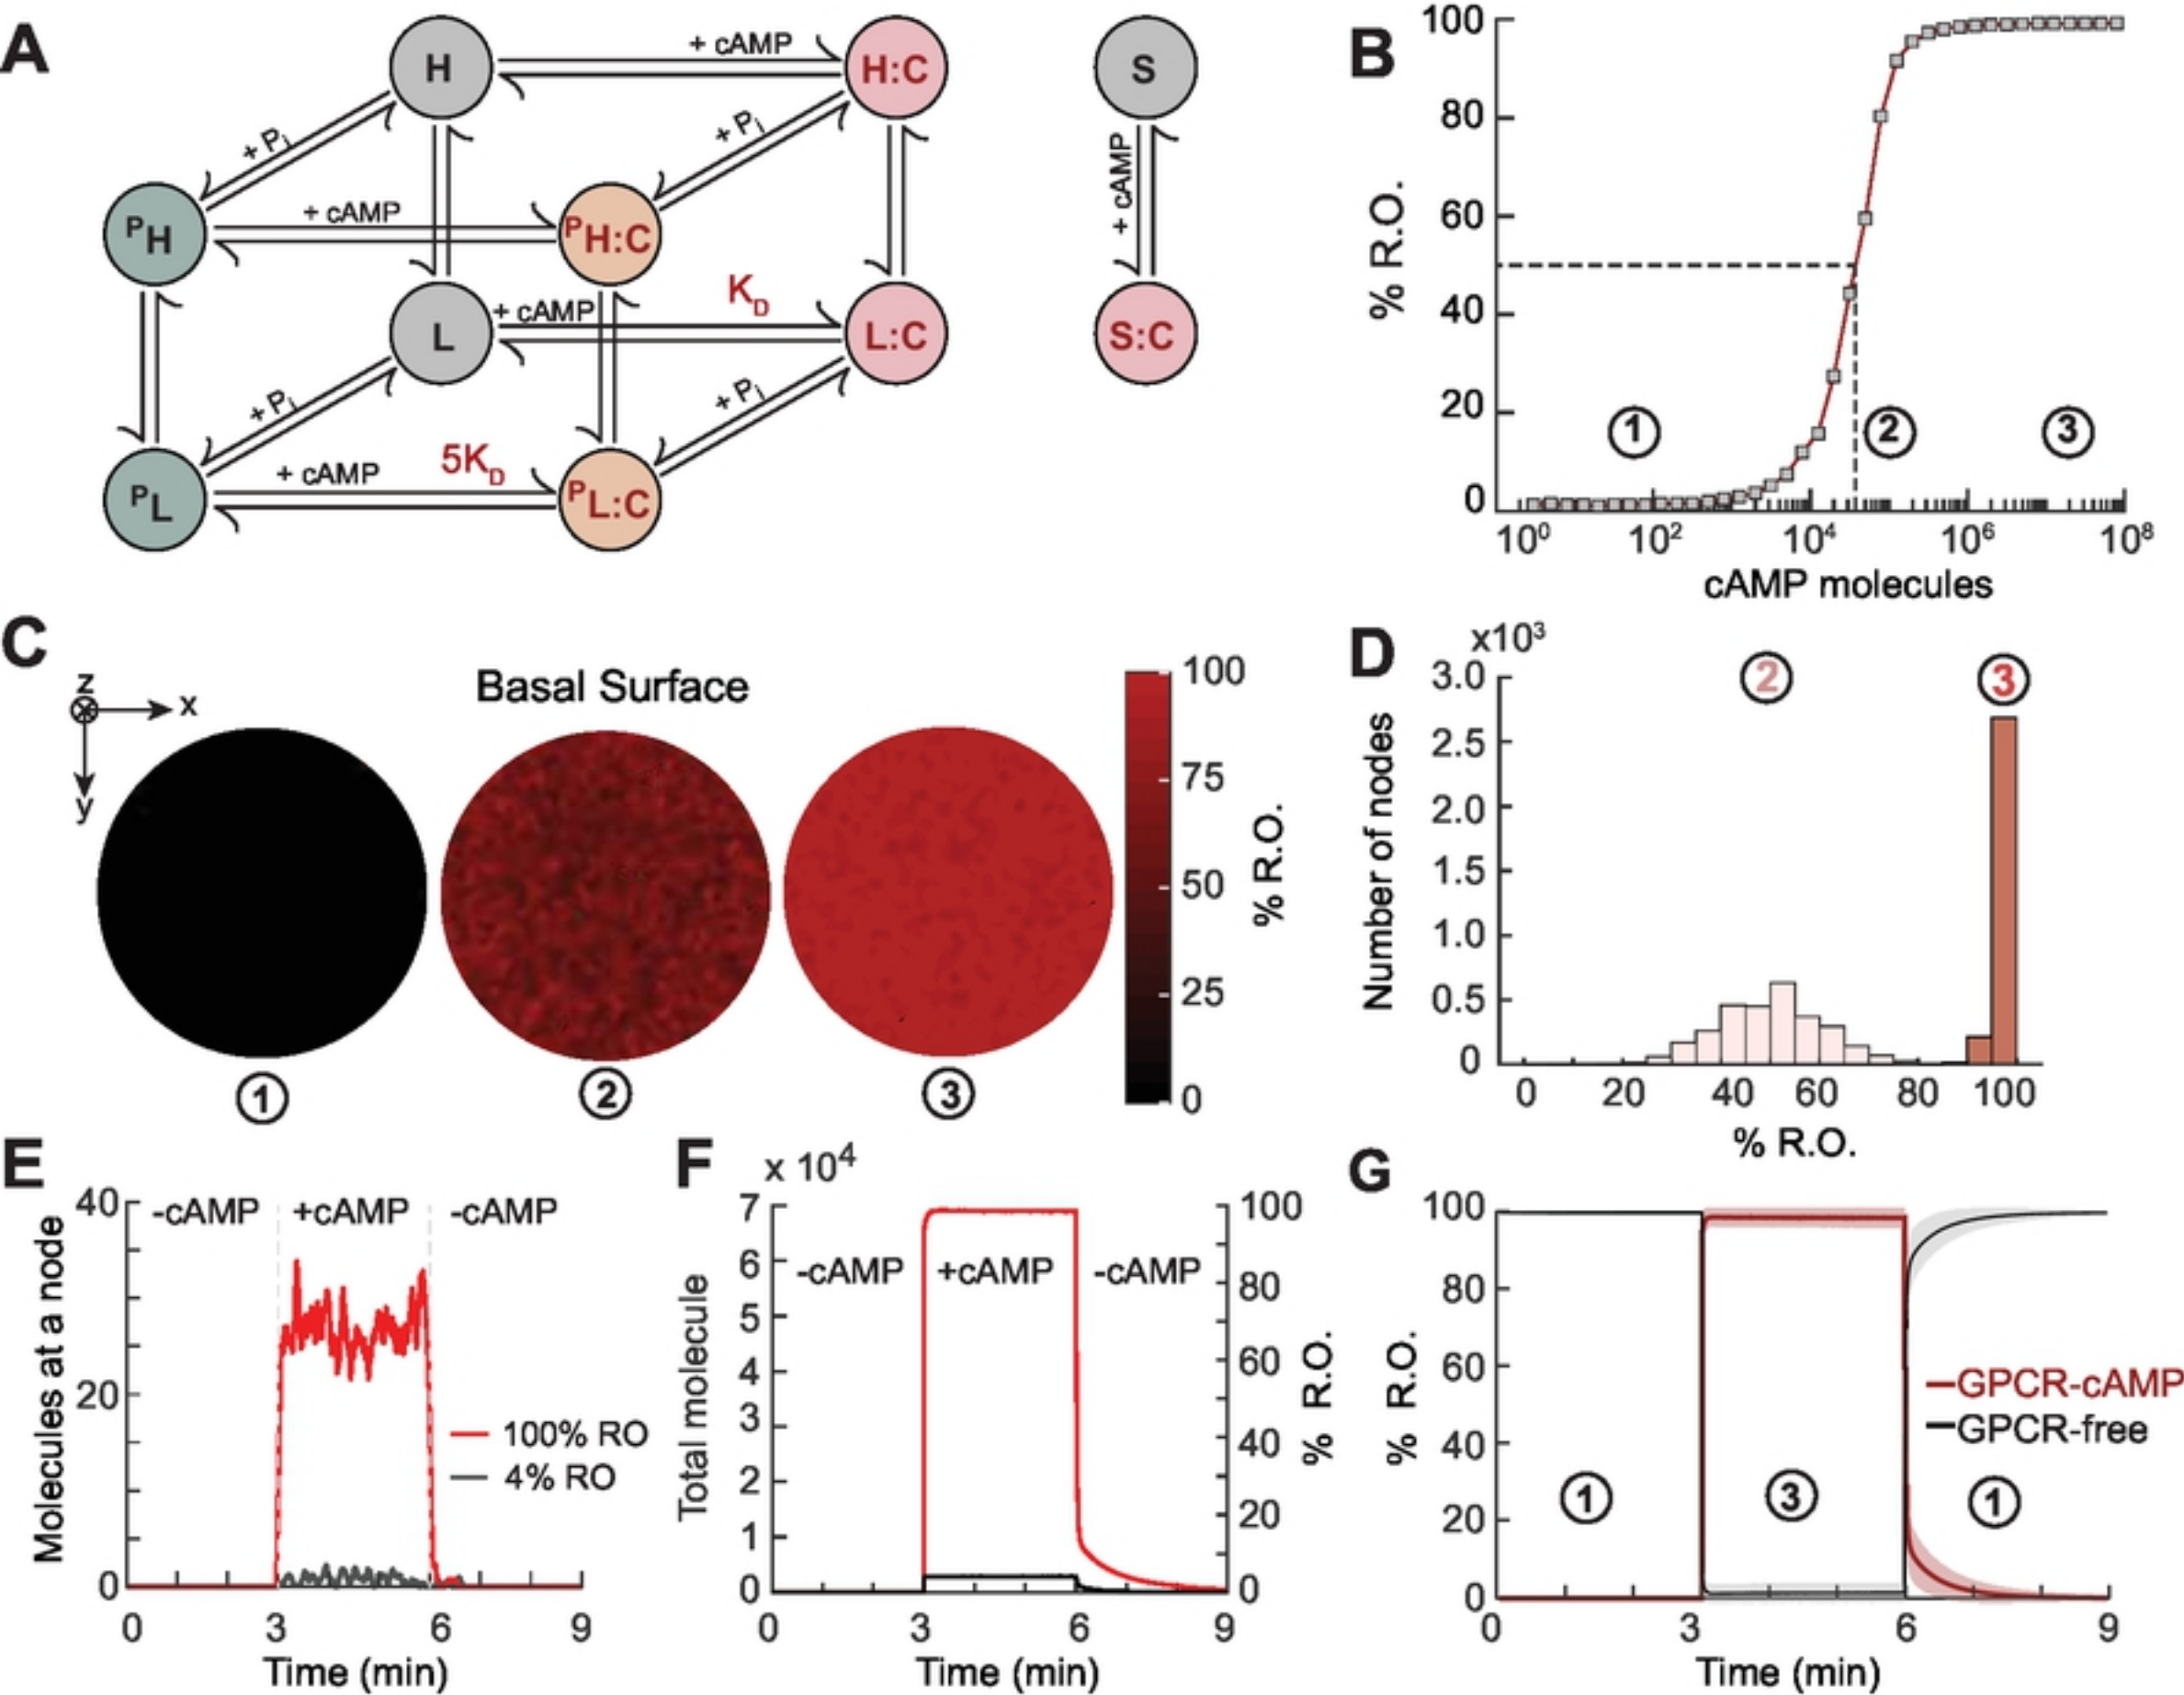 A
H
+ cAMP
H:C
S
+ Pi
+ Pi
+ cAMP
PH
+ cAMP
PH:C
KD
+ cAMP
L
L:C
S:C
+ Pi
+ Pi
5KD
+ cAMP
PL
PL:C
B
100
80
60
40
20
0
% R.O.
1
2
3
10^0
10^2
10^4
10^6
10^8
cAMP molecules
C
z
x
y
Basal Surface
1
2
3
100
75
50
25
0
% R.O.
D
x10^3
3.0
2.5
2.0
1.5
1.0
0.5
0
Number of nodes
2
3
0
20
40
60
80
100
% R.O.
E
40
20
0
Molecules at a node
-cAMP
+cAMP
-cAMP
100% RO
4% RO
0
3
6
9
Time (min)
F
x 10^4
7
6
5
4
3
2
1
0
Total molecule
-cAMP
+cAMP
-cAMP
100
80
60
40
20
0
% R.O.
0
3
6
9
Time (min)
G
100
80
60
40
20
0
% R.O.
GPCR-cAMP
GPCR-free
1
3
1
0
3
6
9
Time (min)